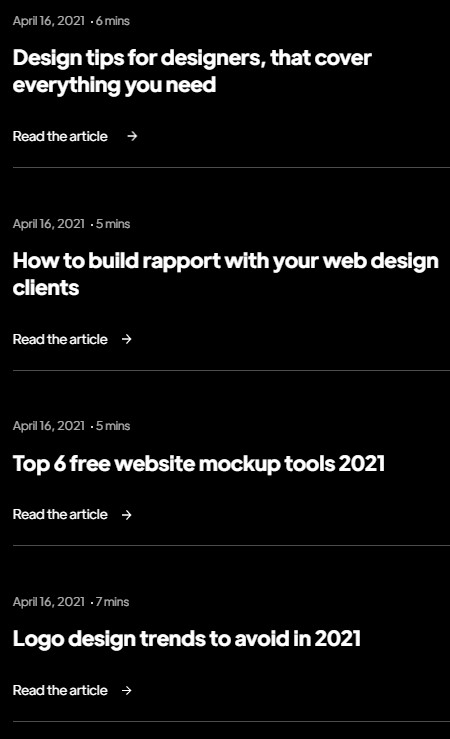 April 16, 2021 · 6 mins
Design tips for designers, that cover
everything you need
Read the article →
April 16, 2021 · 5 mins
How to build rapport with your web design
clients
Read the article →
April 16, 2021 · 5 mins
Top 6 free website mockup tools 2021
Read the article →
April 16, 2021 · 7 mins
Logo design trends to avoid in 2021
Read the article →